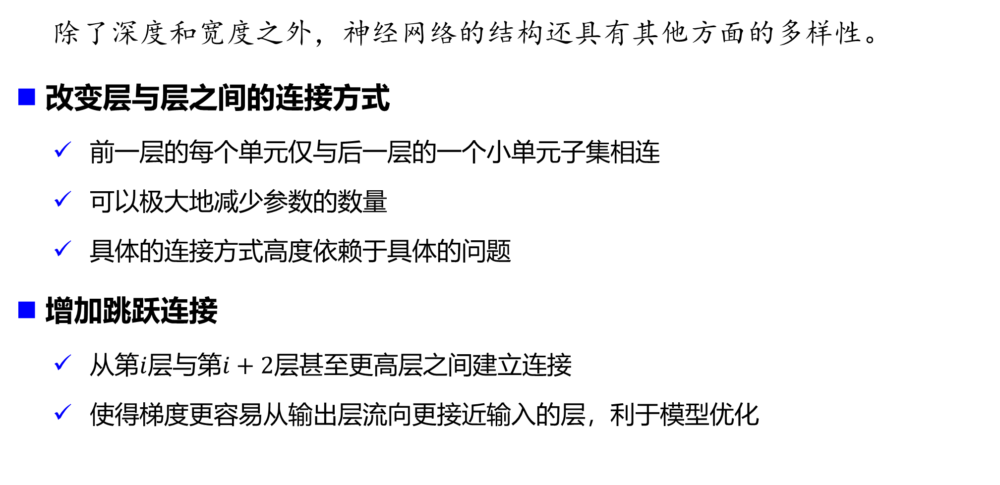 除了深度和宽度之外，神经网络的结构还具有其他方面的多样性。
改变层与层之间的连接方式
前一层的每个单元仅与后一层的一个小单元子集相连
可以极大地减少参数的数量
具体的连接方式高度依赖于具体的问题
增加跳跃连接
从第i层与第i + 2层甚至更高层之间建立连接
使得梯度更容易从输出层流向更接近输入的层，利于模型优化